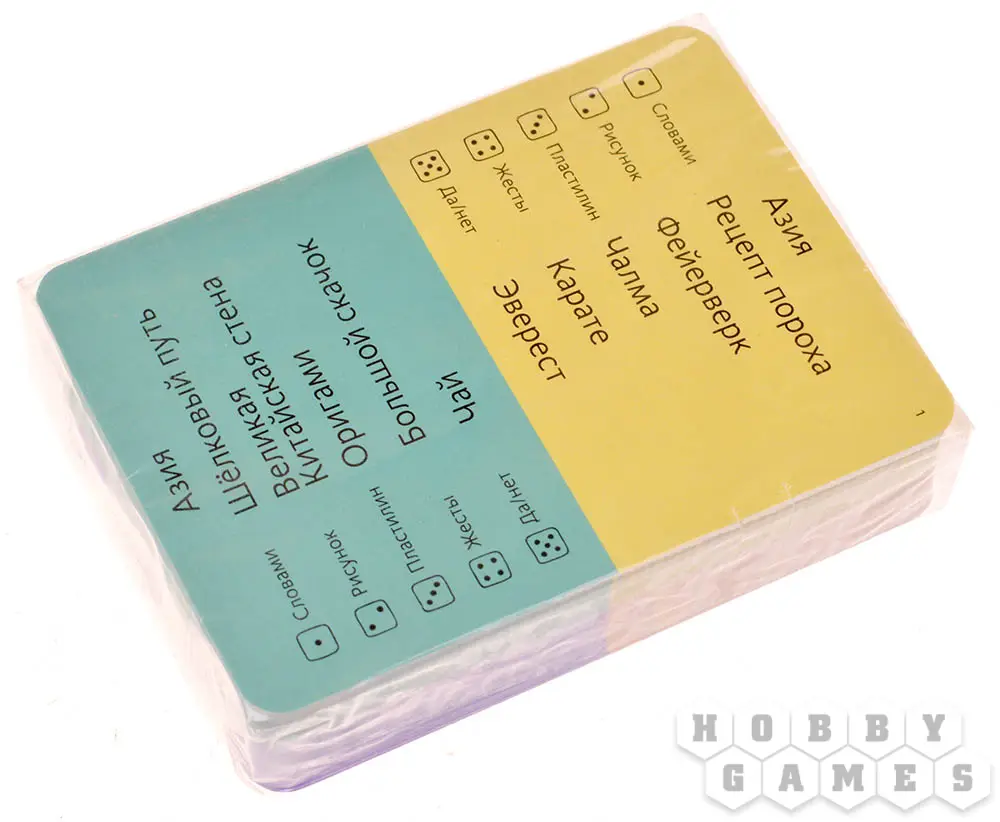 Азия
Шёлковый путь
Великая
Китайская стена
Оригами
Большой скачок
Чай
Словами
Рисунок
Пластилин
Жесты
Да/нет
Азия
Рецепт пороха
Фейерверк
Чалма
Карате
Эверест
Словами
Рисунок
Пластилин
Жесты
Да/нет
1
HOBBY
GAMES